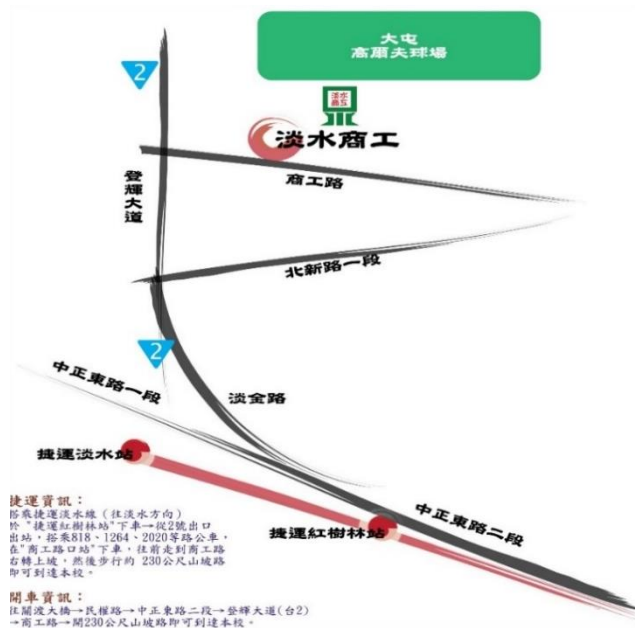 大屯
高爾夫球場
2
淡水
商工
淡水商工
商工路
登輝大道
北新路一段
2
中正東路一段
淡金路
捷運淡水站
中正東路二段
捷運紅樹林站
捷運資訊：
搭乘捷運淡水線（往淡水方向）
於 "捷運紅樹林站"下車→從2號出口
出站，搭乘818、1264、2020等路公車，
在"商工路口站"下車，往前走到商工路
右轉上坡，然後步行約 230公尺山坡路
即可到達本校。
開車資訊：
往關渡大橋→民權路→中正東路二段→登輝大道(台2)
→商工路→開230公尺山坡路即可到達本校。